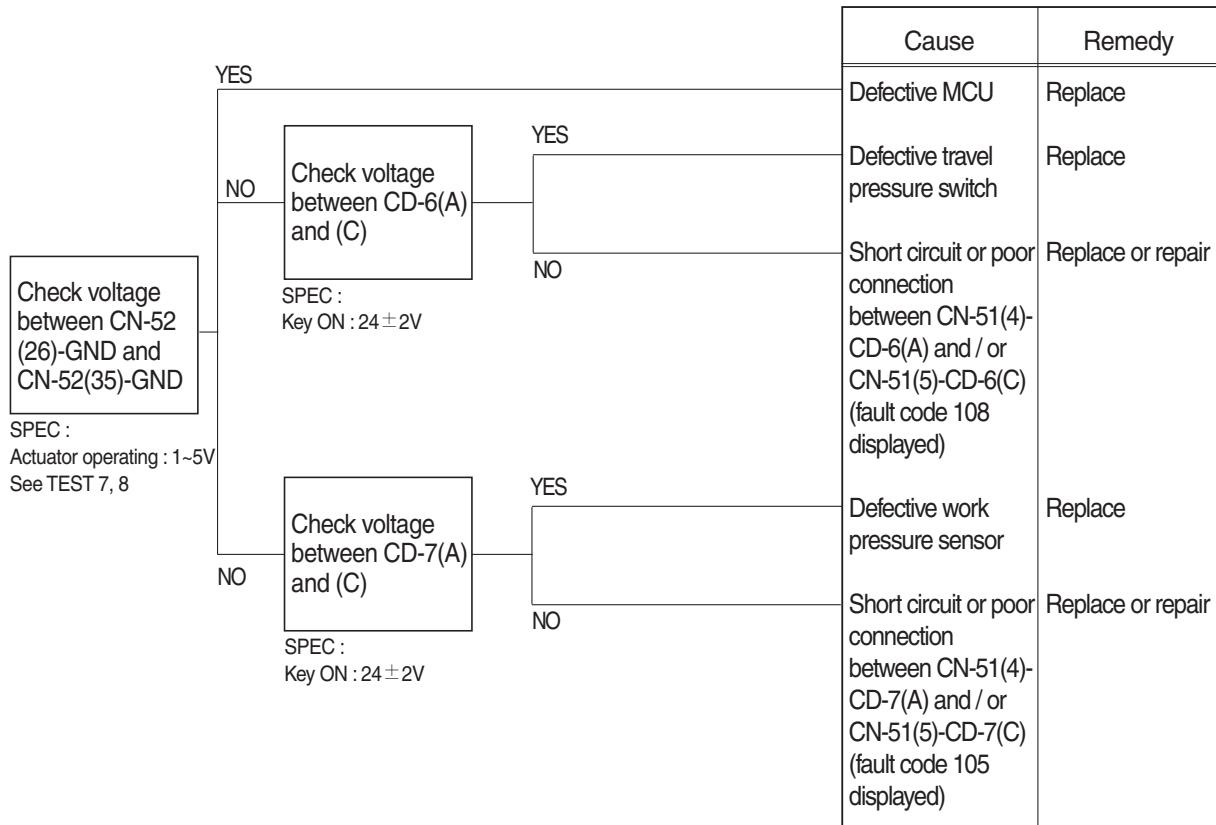 Cause
Remedy
YES
Defective MCU
Replace
NO
Check voltage
between CD-6(A)
and (C)
SPEC :
Key ON : 24±2V
YES
Defective travel
pressure switch
Replace
NO
Short circuit or poor
connection
between CN-51(4)-
CD-6(A) and / or
CN-51(5)-CD-6(C)
(fault code 108
displayed)
Replace or repair
Check voltage
between CN-52
(26)-GND and
CN-52(35)-GND
SPEC :
Actuator operating : 1~5V
See TEST 7, 8
NO
Check voltage
between CD-7(A)
and (C)
SPEC :
Key ON : 24±2V
YES
Defective work
pressure sensor
Replace
NO
Short circuit or poor
connection
between CN-51(4)-
CD-7(A) and / or
CN-51(5)-CD-7(C)
(fault code 105
displayed)
Replace or repair